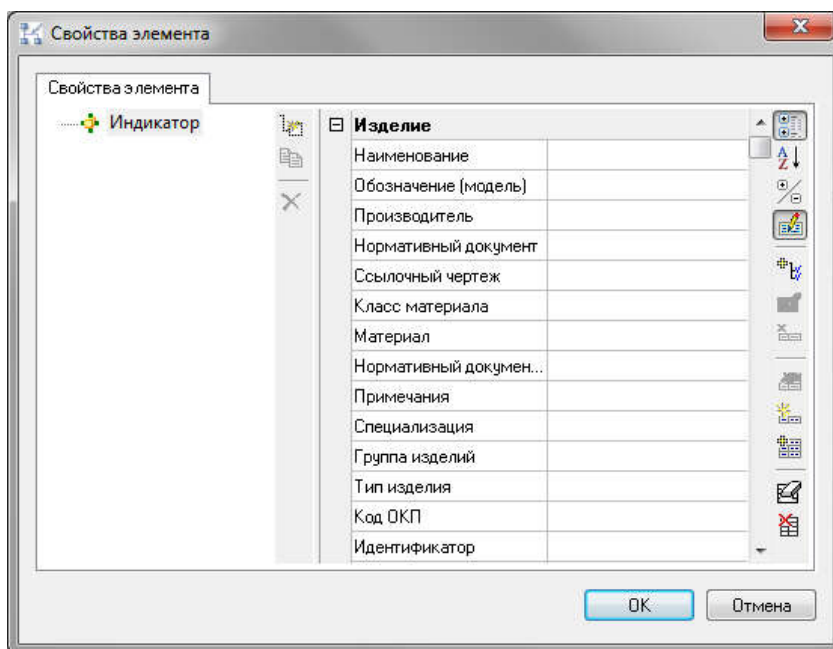 Свойства элемента
Свойства элемента
Индикатор
Изделие
Наименование
Обозначение (модель)
Производитель
Нормативный документ
Ссылочный чертеж
Класс материала
Материал
Нормативный докумен...
Примечания
Специализация
Группа изделий
Тип изделия
Код ОКП
Идентификатор
OK
Отмена